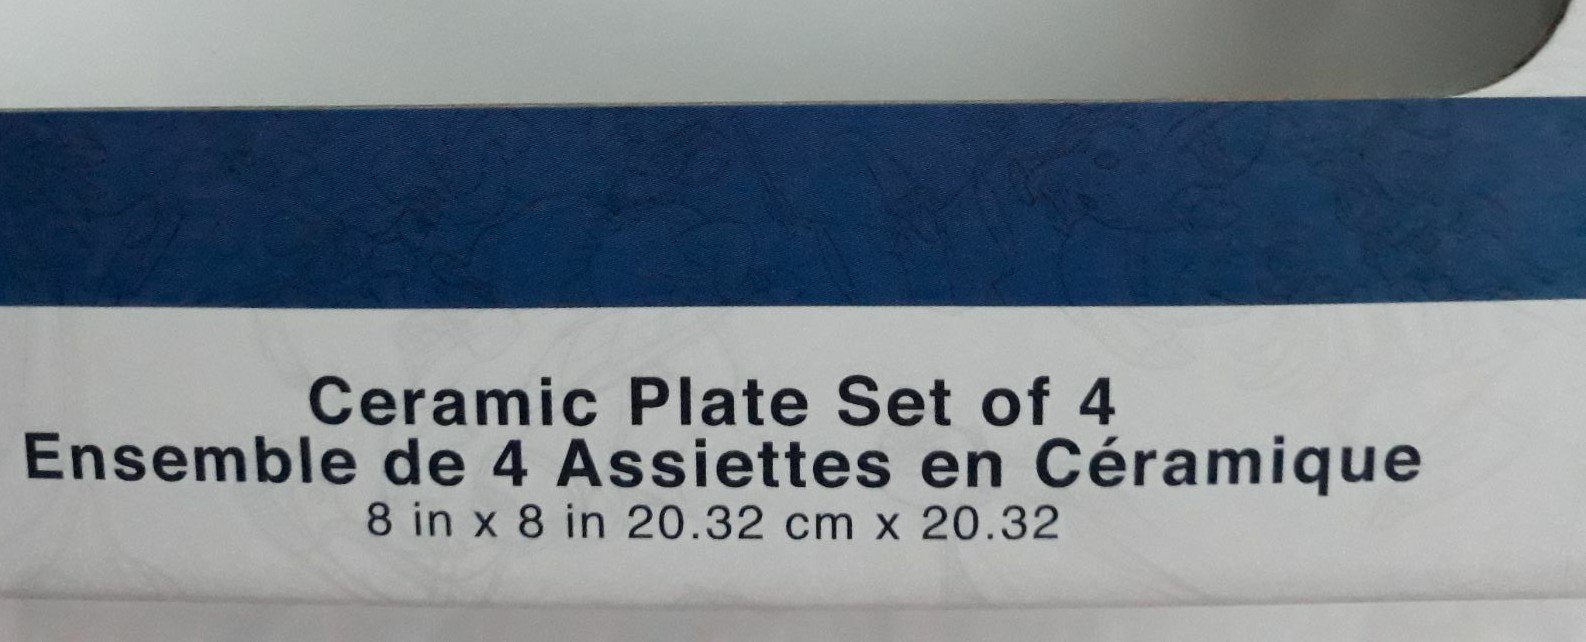 Ceramic Plate Set of 4
Ensemble de 4 Assiettes en Céramique
8 in x 8 in 20.32 cm x 20.32